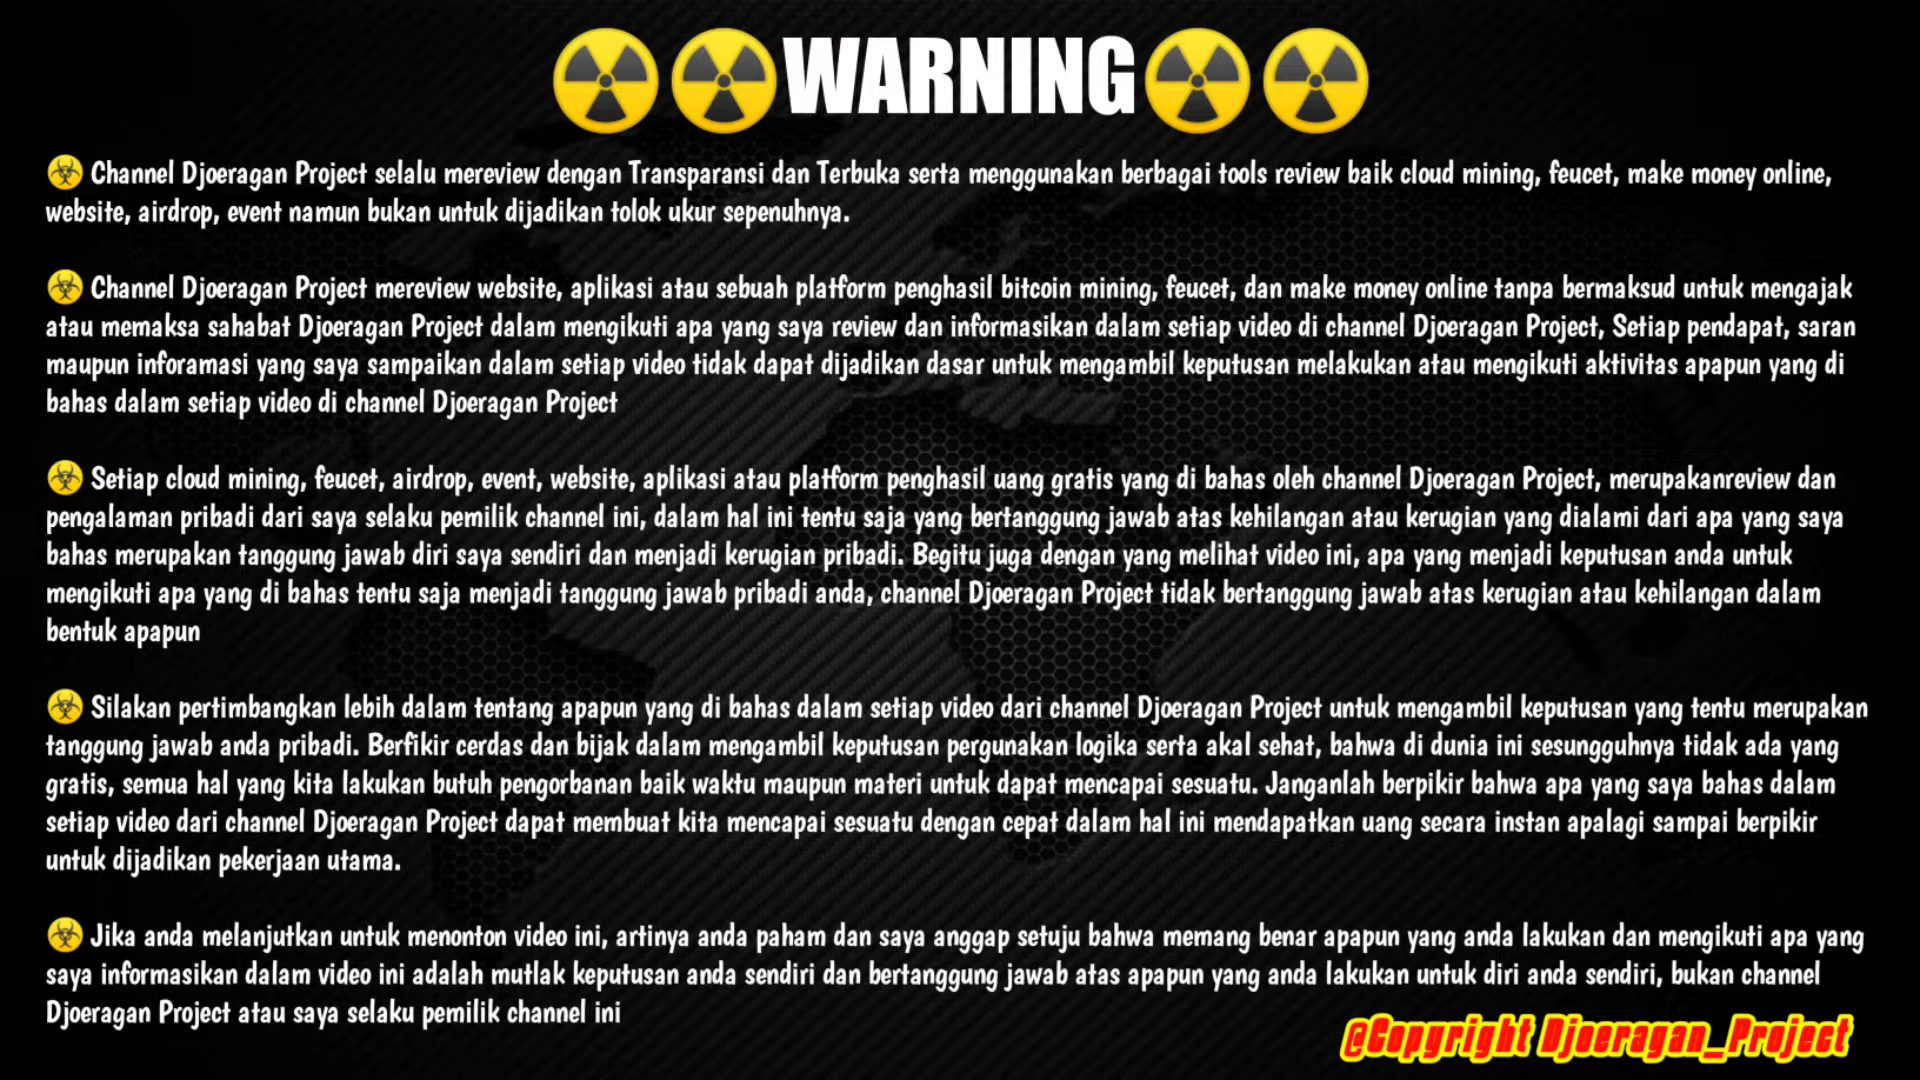 ☢☢WARNING☢☢
☣ Channel Djoeragan Project selalu mereview dengan Transparansi dan Terbuka serta menggunakan berbagai tools review baik cloud mining, feucet, make money online,
website, airdrop, event namun bukan untuk dijadikan tolok ukur sepenuhnya.
☣ Channel Djoeragan Project mereview website, aplikasi atau sebuah platform penghasil bitcoin mining, feucet, dan make money online tanpa bermaksud untuk mengajak
atau memaksa sahabat Djoeragan Project dalam mengikuti apa yang saya review dan informasikan dalam setiap video di channel Djoeragan Project, Setiap pendapat, saran
maupun inforamasi yang saya sampaikan dalam setiap video tidak dapat dijadikan dasar untuk mengambil keputusan melakukan atau mengikuti aktivitas apapun yang di
bahas dalam setiap video di channel Djoeragan Project
☣ Setiap cloud mining, feucet, airdrop, event, website, aplikasi atau platform penghasil uang gratis yang di bahas oleh channel Djoeragan Project, merupakanreview dan
pengalaman pribadi dari saya selaku pemilik channel ini, dalam hal ini tentu saja yang bertanggung jawab atas kehilangan atau kerugian yang dialami dari apa yang saya
bahas merupakan tanggung jawab diri saya sendiri dan menjadi kerugian pribadi. Begitu juga dengan yang melihat video ini, apa yang menjadi keputusan anda untuk
mengikuti apa yang di bahas tentu saja menjadi tanggung jawab pribadi anda, channel Djoeragan Project tidak bertanggung jawab atas kerugian atau kehilangan dalam
bentuk apapun
☣ Silakan pertimbangkan lebih dalam tentang apapun yang di bahas dalam setiap video dari channel Djoeragan Project untuk mengambil keputusan yang tentu merupakan
tanggung jawab anda pribadi. Berfikir cerdas dan bijak dalam mengambil keputusan pergunakan logika serta akal sehat, bahwa di dunia ini sesungguhnya tidak ada yang
gratis, semua hal yang kita lakukan butuh pengorbanan baik waktu maupun materi untuk dapat mencapai sesuatu. Janganlah berpikir bahwa apa yang saya bahas dalam
setiap video dari channel Djoeragan Project dapat membuat kita mencapai sesuatu dengan cepat dalam hal ini mendapatkan uang secara instan apalagi sampai berpikir
untuk dijadikan pekerjaan utama.
☣ Jika anda melanjutkan untuk menonton video ini, artinya anda paham dan saya anggap setuju bahwa memang benar apapun yang anda lakukan dan mengikuti apa yang
saya informasikan dalam video ini adalah mutlak keputusan anda sendiri dan bertanggung jawab atas apapun yang anda lakukan untuk diri anda sendiri, bukan channel
Djoeragan Project atau saya selaku pemilik channel ini
@Copyright Djoeragan_Project